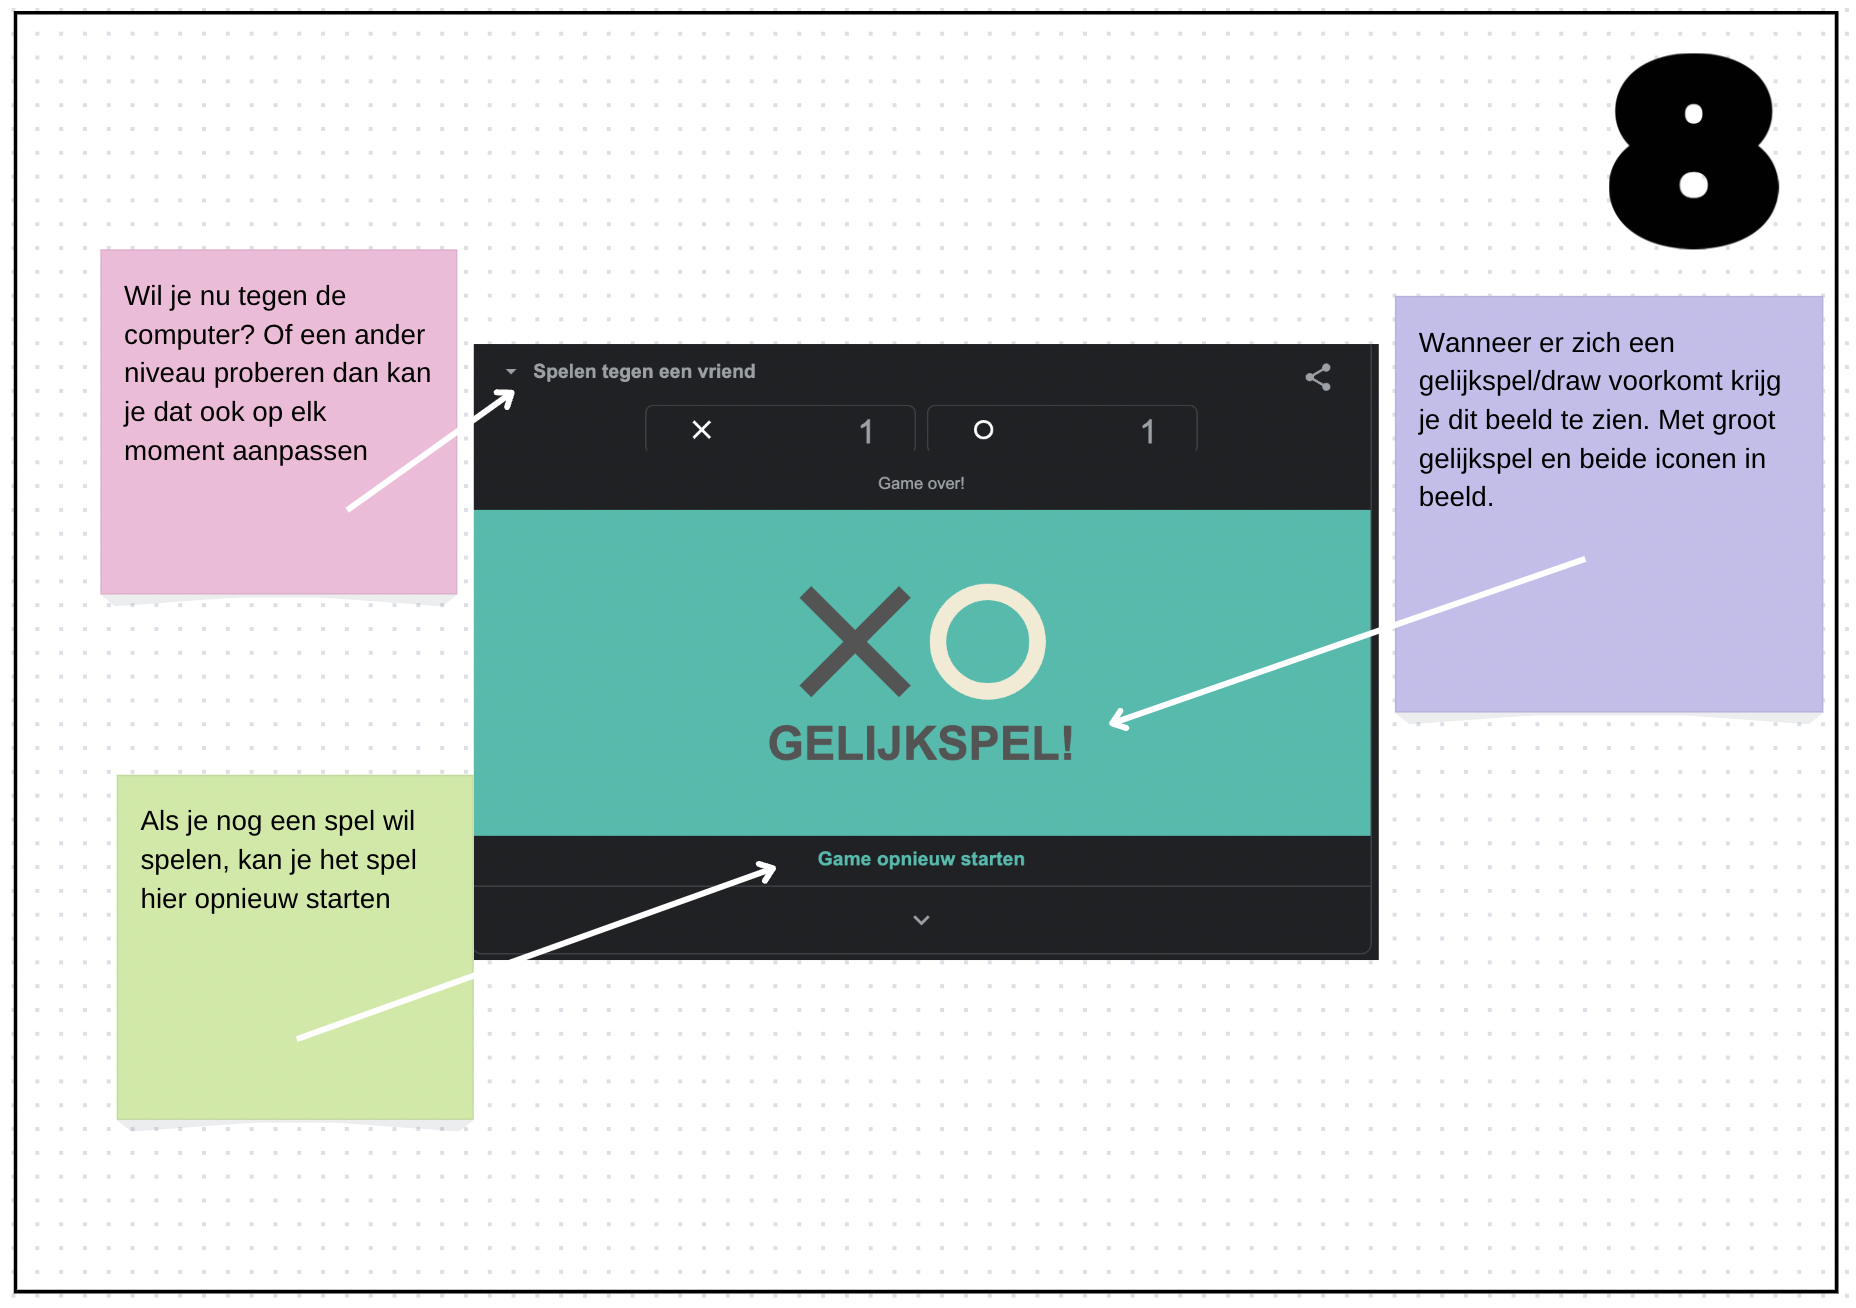 8
Wil je nu tegen de
computer? Of een ander
niveau proberen dan kan
je dat ook op elk
moment aanpassen
Spelen tegen een vriend
1
1
Game over!
XO
GELIJKSPEL!
Game opnieuw starten
Wanneer er zich een
gelijkspel/draw voorkomt krijg
je dit beeld te zien. Met groot
gelijkspel en beide iconen in
beeld.
Als je nog een spel wil
spelen, kan je het spel
hier opnieuw starten